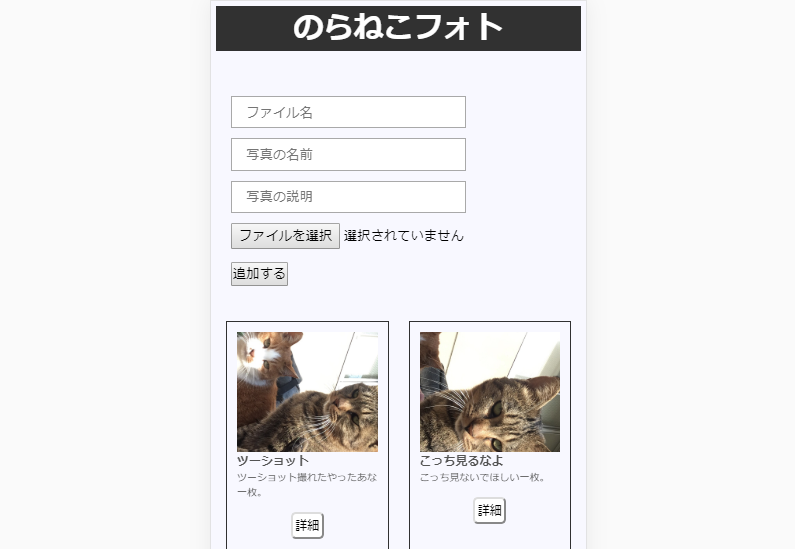 のらねこフォト
ファイル名
写真の名前
写真の説明
ファイルを選択 選択されていません
追加する
ツーショット
ツーショット撮れたやったあな
一枚。
詳細
こっち見るなよ
こっち見ないでほしい一枚。
詳細